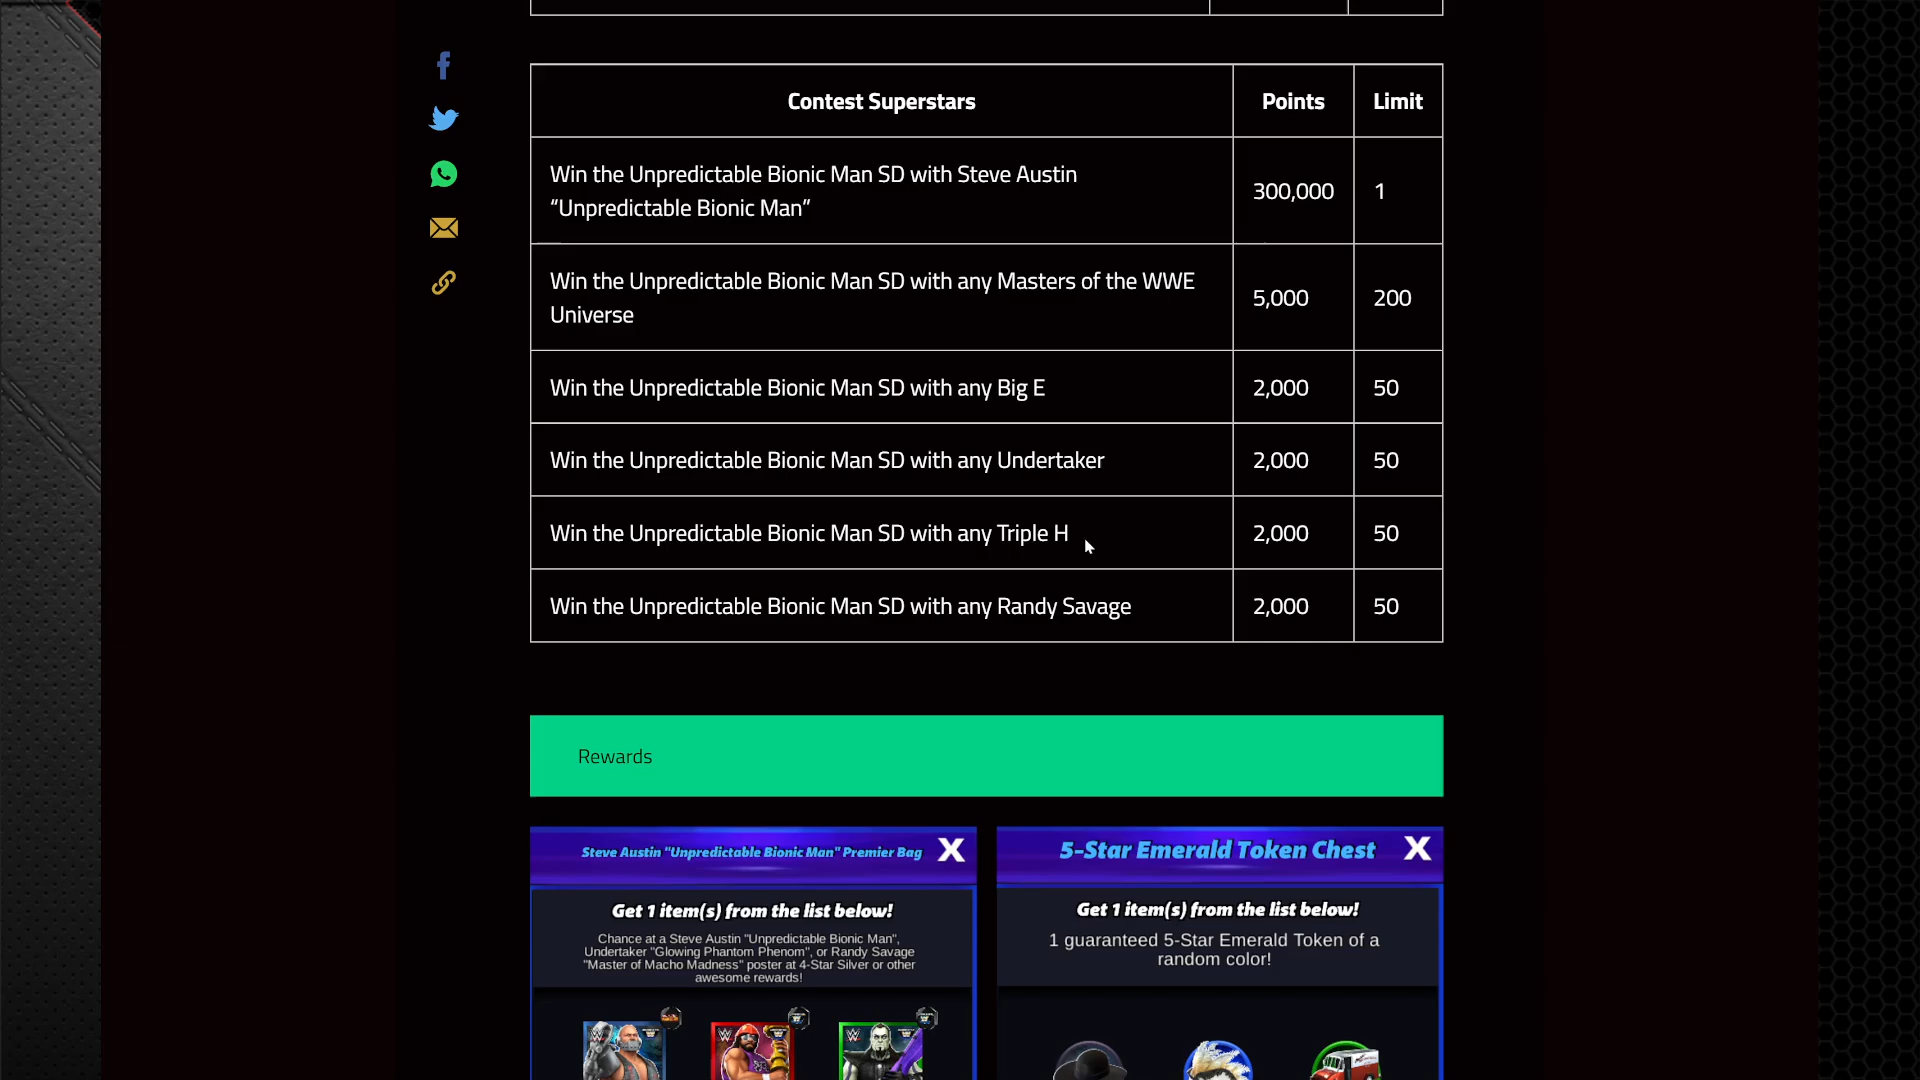 Contest Superstars Points Limit
Win the Unpredictable Bionic Man SD with Steve Austin
“Unpredictable Bionic Man” 300,000 1
Win the Unpredictable Bionic Man SD with any Masters of the WWE
Universe 5,000 200
Win the Unpredictable Bionic Man SD with any Big E 2,000 50
Win the Unpredictable Bionic Man SD with any Undertaker 2,000 50
Win the Unpredictable Bionic Man SD with any Triple H 2,000 50
Win the Unpredictable Bionic Man SD with any Randy Savage 2,000 50
Rewards
Steve Austin "Unpredictable Bionic Man" Premier Bag X
Get 1 item(s) from the list below!
Chance at a Steve Austin "Unpredictable Bionic Man",
Undertaker "Glowing Phantom Phenom", or Randy Savage
"Master of Macho Madness" poster at 4-Star Silver or other
awesome rewards!
5-Star Emerald Token Chest X
Get 1 item(s) from the list below!
1 guaranteed 5-Star Emerald Token of a
random color!